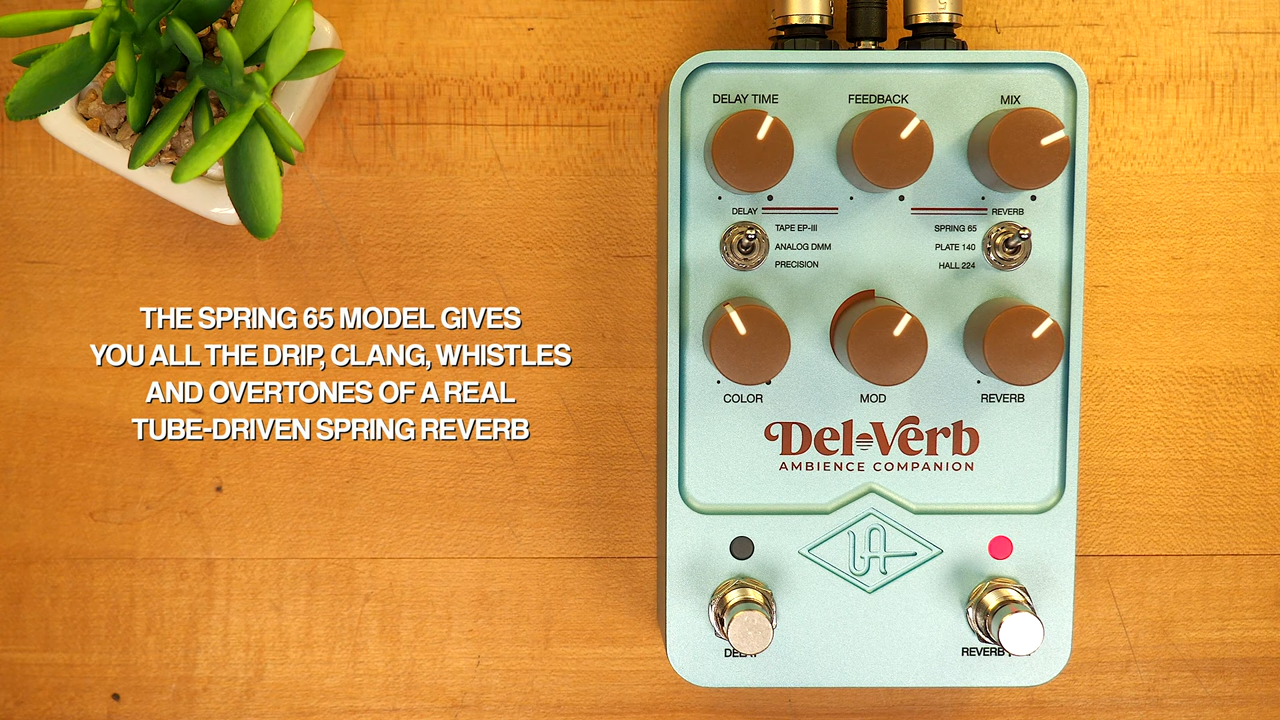 THE SPRING 65 MODEL GIVES
YOU ALL THE DRIP, CLANG, WHISTLES
AND OVERTONES OF A REAL
TUBE-DRIVEN SPRING REVERB
DELAY TIME
FEEDBACK
MIX
DELAY
REVERB
TAPE EP-III
ANALOG DMM
PRECISION
SPRING 65
PLATE 140
HALL 224
COLOR
MOD
REVERB
Del-Verb
AMBIENCE COMPANION
UA
REVERB